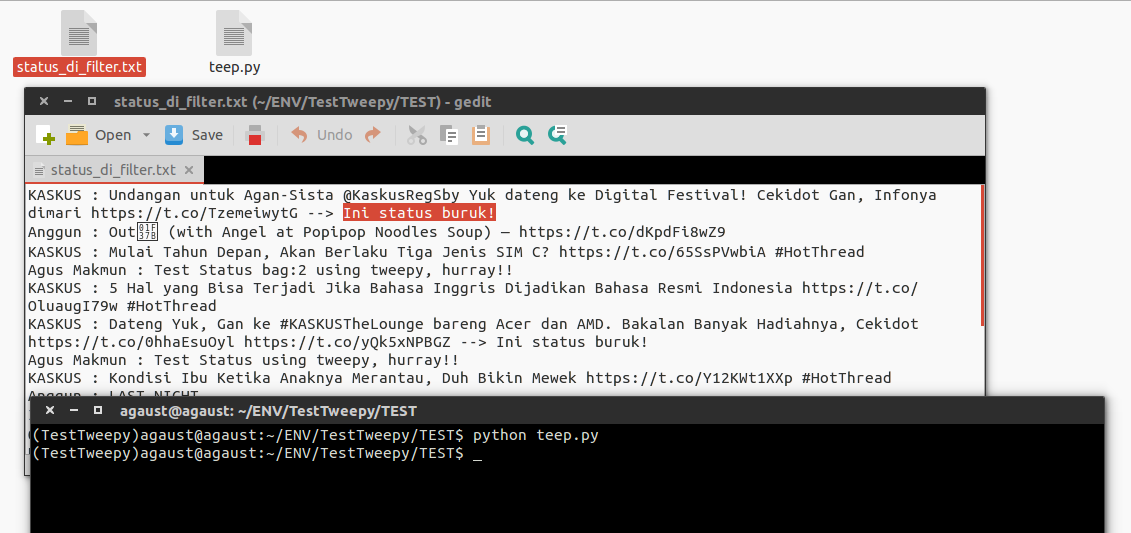 status_di_filter.txt
teep.py
status_di_filter.txt (~/ENV/TestTweepy/TEST) - gedit
Open Save Undo
status_di_filter.txt
KASKUS : Undangan untuk Agan-Sista @KaskusRegSby Yuk dateng ke Digital Festival! Cekidot Gan, Infonya
dimari https://t.co/TzemeiwytG --> Ini status buruk!
Anggun : Out (with Angel at Popipop Noodles Soup) — https://t.co/dKpdFi8wZ9
KASKUS : Mulai Tahun Depan, Akan Berlaku Tiga Jenis SIM C? https://t.co/65SsPVwbiA #HotThread
Agus Makmun : Test Status bag:2 using tweepy, hurray!!
KASKUS : 5 Hal yang Bisa Terjadi Jika Bahasa Inggris Dijadikan Bahasa Resmi Indonesia https://t.co/
OluaugI79w #HotThread
KASKUS : Dateng Yuk, Gan ke #KASKUSTheLounge bareng Acer dan AMD. Bakalan Banyak Hadiahnya, Cekidot
https://t.co/0hhaEsuOyl https://t.co/yQk5xNPBGZ --> Ini status buruk!
Agus Makmun : Test Status using tweepy, hurray!!
KASKUS : Kondisi Ibu Ketika Anaknya Merantau, Duh Bikin Mewek https://t.co/Y12KWt1XXp #HotThread
Anggun : LAST NIGHT
agaust@agaust: ~/ENV/TestTweepy/TEST
(TestTweepy)agaust@agaust:~/ENV/TestTweepy/TEST$ python teep.py
(TestTweepy)agaust@agaust:~/ENV/TestTweepy/TEST$ _